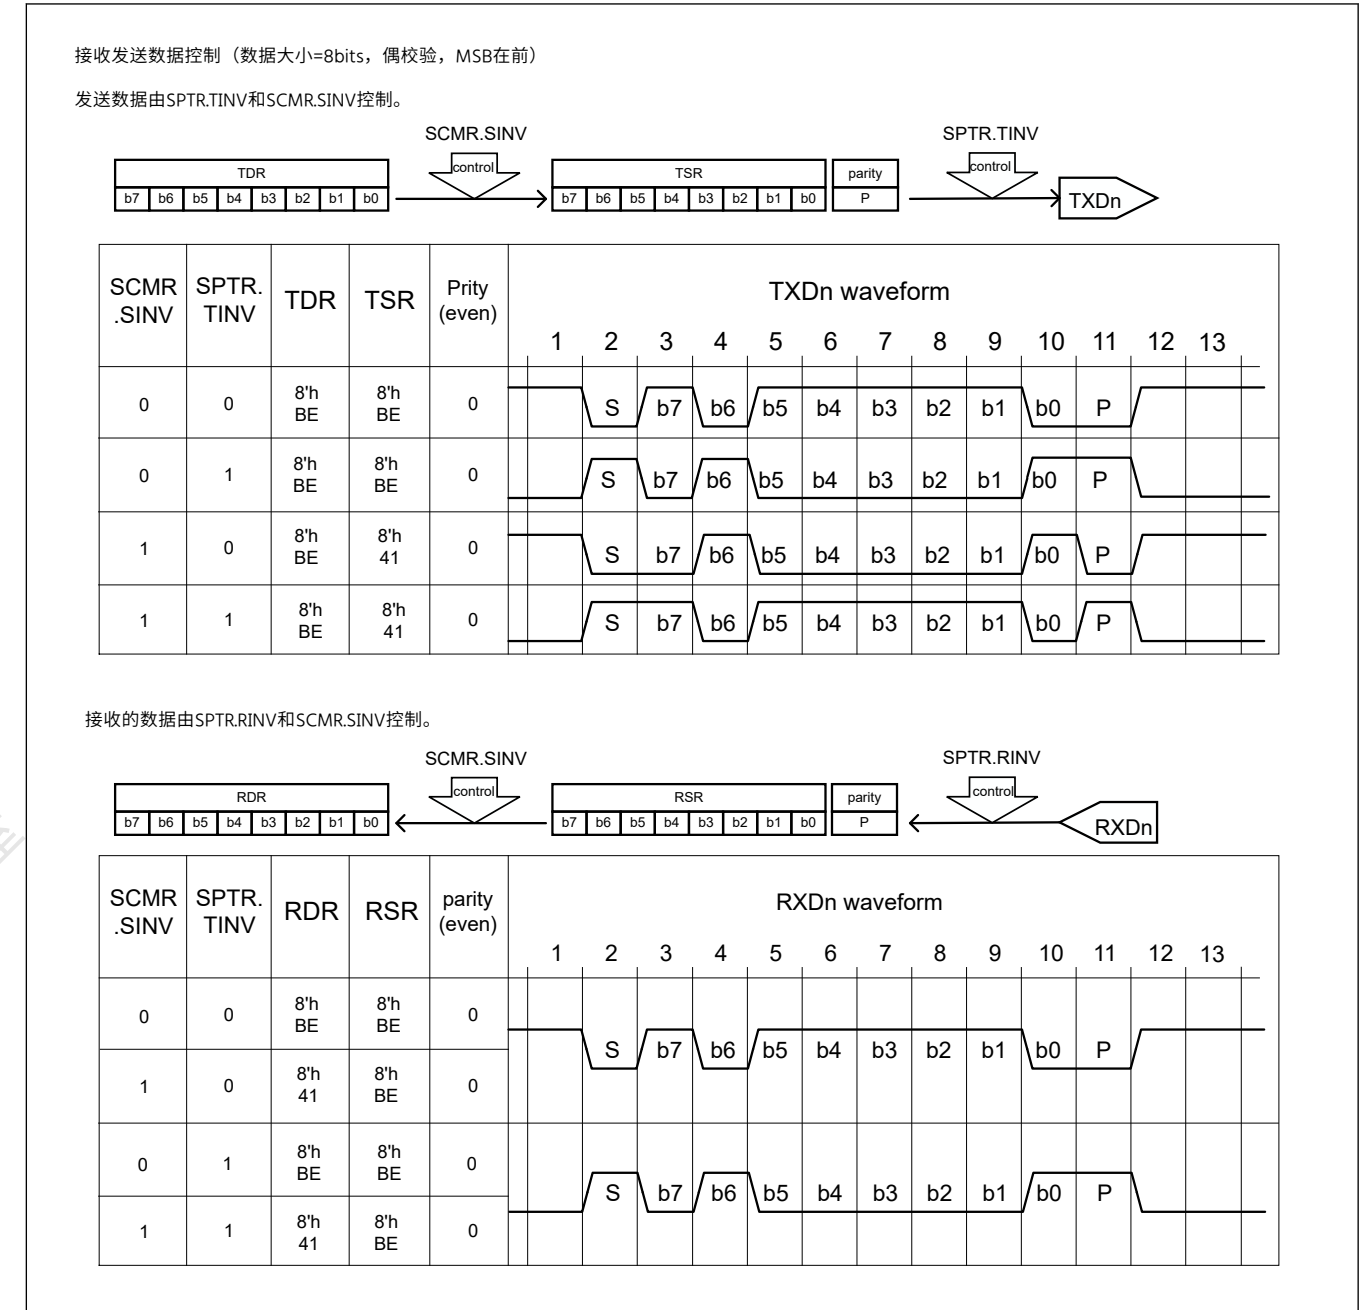 接收发送数据控制（数据大小=8bits，偶校验，MSB在前）
发送数据由SPTR.TINV和SCMR.SINV控制。
SCMR.SINV SPTR.TINV
control control
TDR TSR parity
b7 b6 b5 b4 b3 b2 b1 b0 b7 b6 b5 b4 b3 b2 b1 b0 P TXDn
SCMR .SINV SPTR. TINV TDR TSR Prity (even) TXDn waveform
1 2 3 4 5 6 7 8 9 10 11 12 13
0 0 8'h BE 8'h BE 0 S b7 b6 b5 b4 b3 b2 b1 b0 P
0 1 8'h BE 8'h BE 0 S b7 b6 b5 b4 b3 b2 b1 b0 P
1 0 8'h BE 8'h 41 0 S b7 b6 b5 b4 b3 b2 b1 b0 P
1 1 8'h BE 8'h 41 0 S b7 b6 b5 b4 b3 b2 b1 b0 P
接收的数据由SPTR.RINV和SCMR.SINV控制。
SCMR.SINV SPTR.RINV
control control
RDR RSR parity
b7 b6 b5 b4 b3 b2 b1 b0 b7 b6 b5 b4 b3 b2 b1 b0 P RXDn
SCMR .SINV SPTR. TINV RDR RSR parity (even) RXDn waveform
1 2 3 4 5 6 7 8 9 10 11 12 13
0 0 8'h BE 8'h BE 0
S b7 b6 b5 b4 b3 b2 b1 b0 P
1 0 8'h 41 8'h BE 0
0 1 8'h BE 8'h BE 0
S b7 b6 b5 b4 b3 b2 b1 b0 P
1 1 8'h 41 8'h BE 0